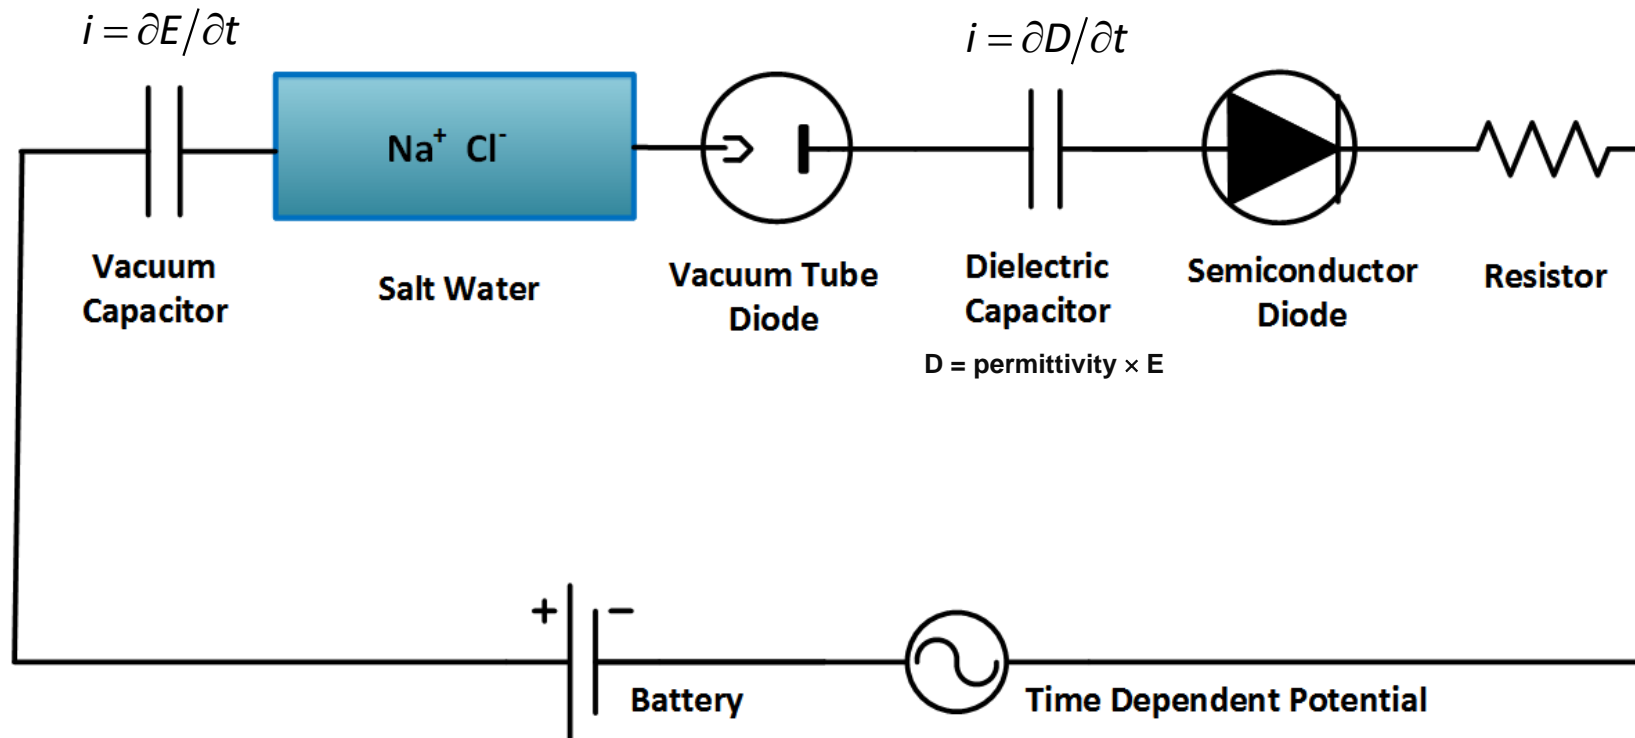 i = ∂E/∂t
i = ∂D/∂t
Na⁺ Cl⁻
Vacuum
Capacitor
Salt Water
Vacuum Tube
Diode
Dielectric
Capacitor
D = permittivity × E
Semiconductor
Diode
Resistor
+ −
Battery
Time Dependent Potential